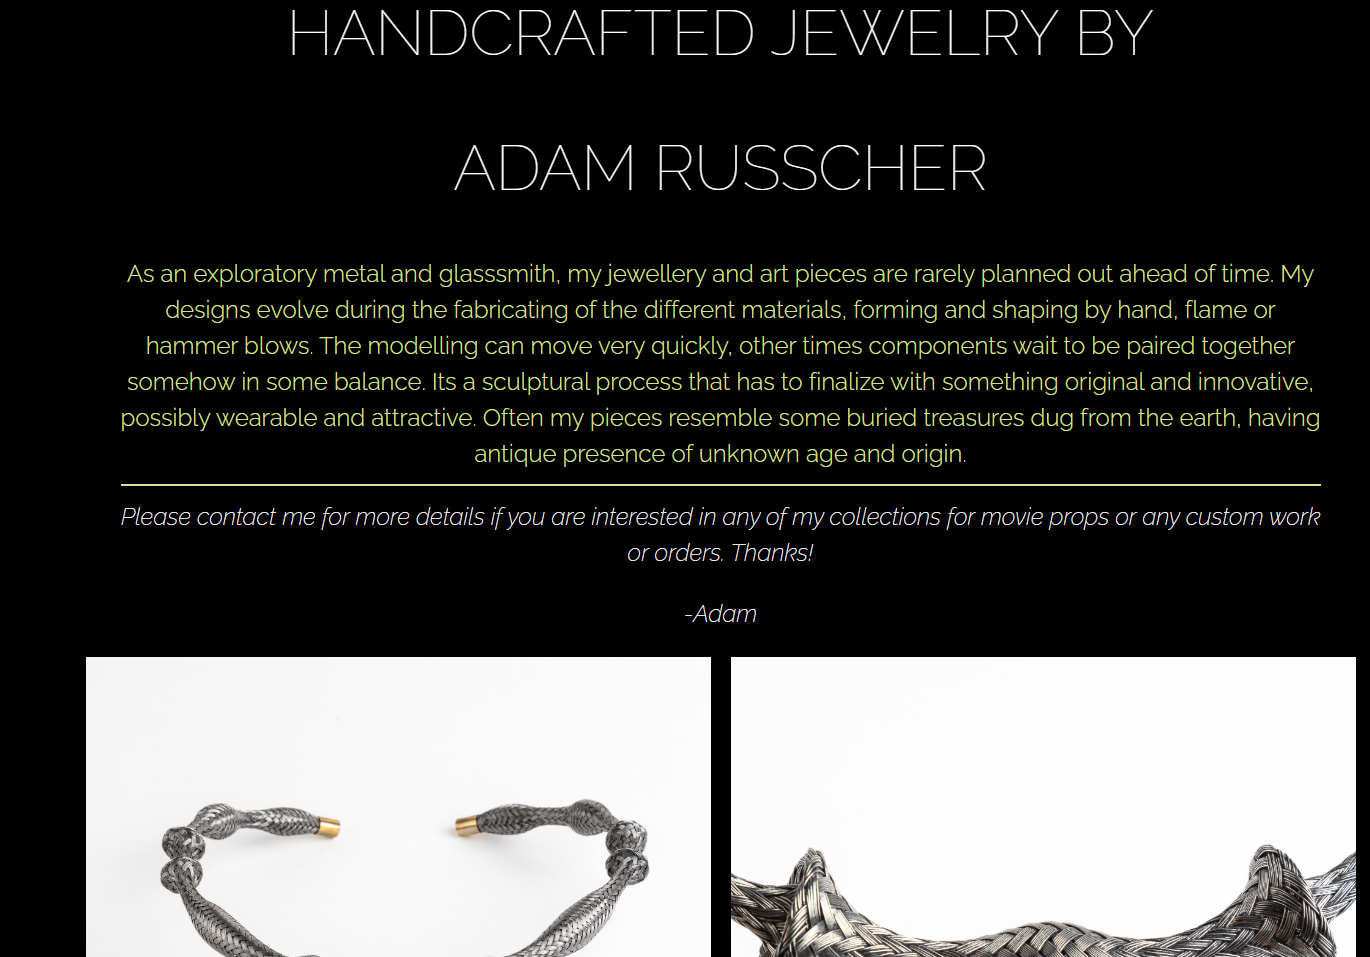 HANDCRAFTED JEWELRY BY
ADAM RUSSCHER
As an exploratory metal and glasssmith, my jewellery and art pieces are rarely planned out ahead of time. My
designs evolve during the fabricating of the different materials, forming and shaping by hand, flame or
hammer blows. The modelling can move very quickly, other times components wait to be paired together
somehow in some balance. Its a sculptural process that has to finalize with something original and innovative,
possibly wearable and attractive. Often my pieces resemble some buried treasures dug from the earth, having
antique presence of unknown age and origin.
Please contact me for more details if you are interested in any of my collections for movie props or any custom work
or orders. Thanks!
-Adam